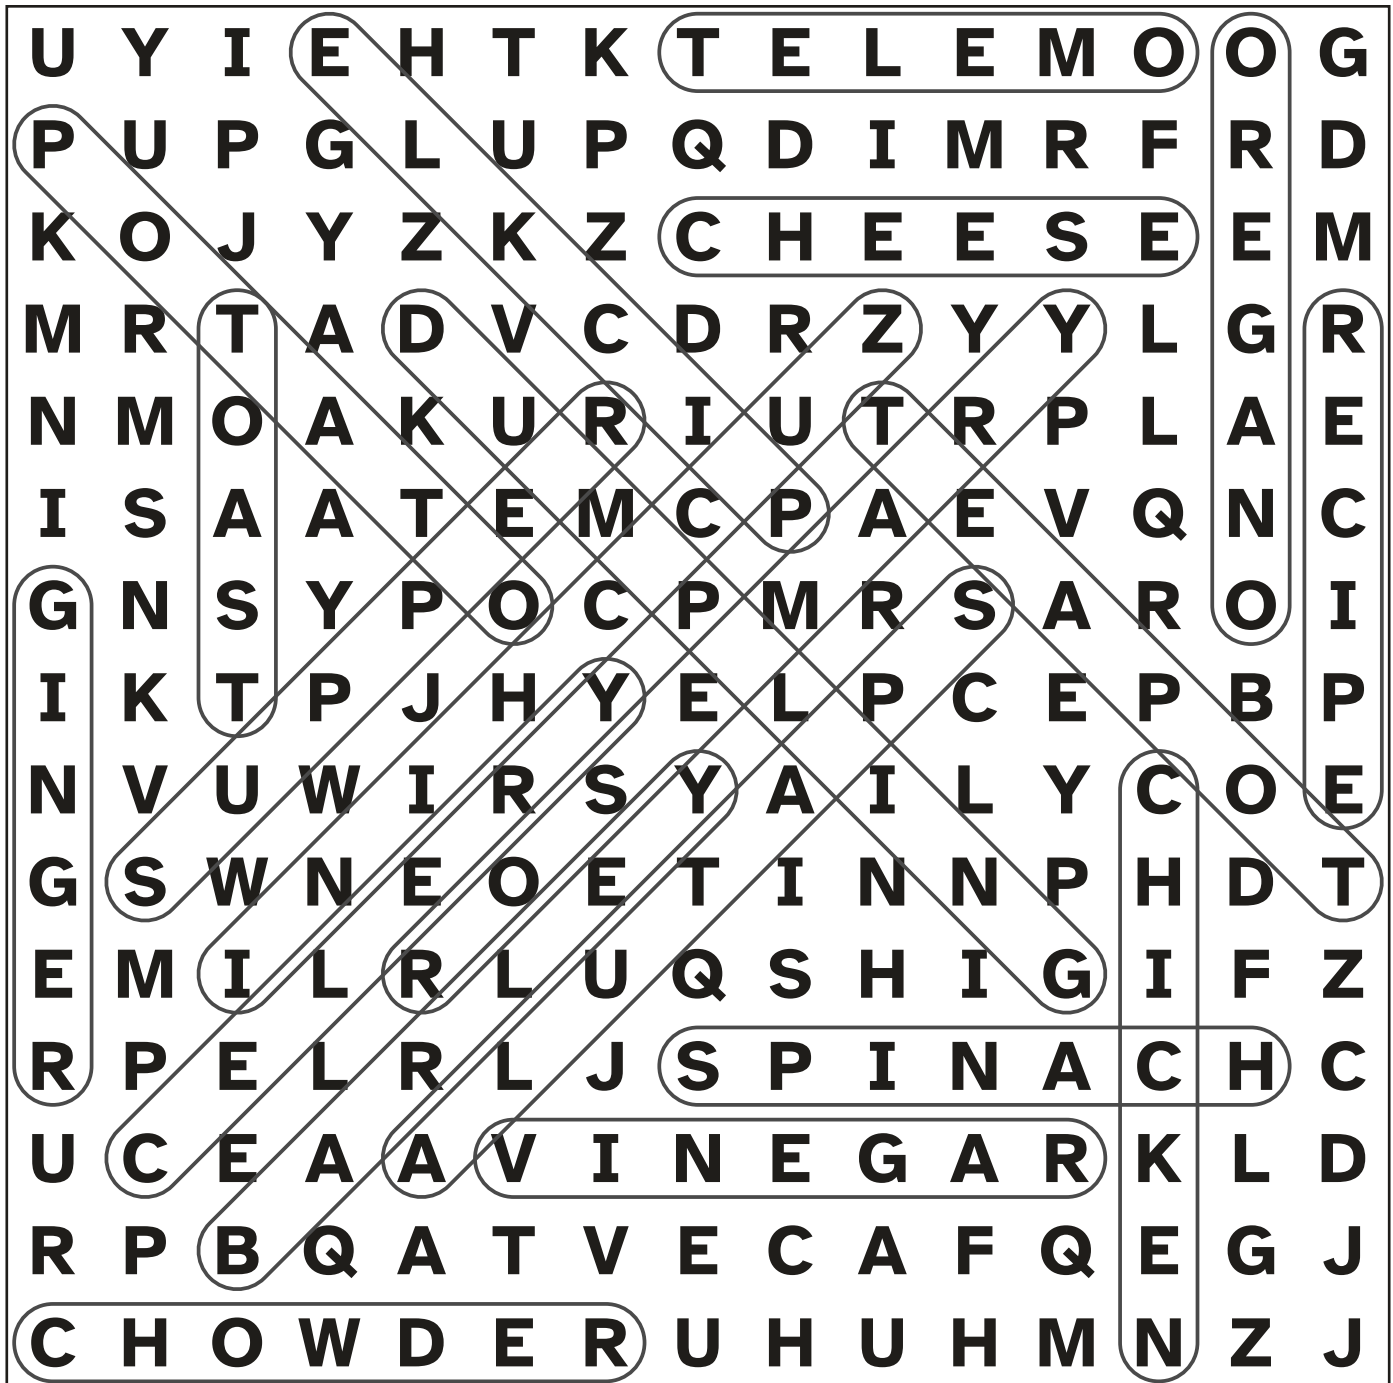 U Y I E H T K T E L E M O O G
P U P G L U P Q D I M R F R D
K O J Y Z K Z C H E E S E E M
M R T A D V C D R Z Y Y L G R
N M O A K U R I U T R P L A E
I S A A T E M C P A E V Q N C
G N S Y P O C P M R S A R O I
I K T P J H Y E L P C E P B P
N V U W I R S Y A I L Y C O E
G S W N E O E T I N N P H D T
E M I L R L U Q S H I G I F Z
R P E L R L J S P I N A C H C
U C E A A V I N E G A R K L D
R P B Q A T V E C A F Q E G J
C H O W D E R U H U H M N Z J